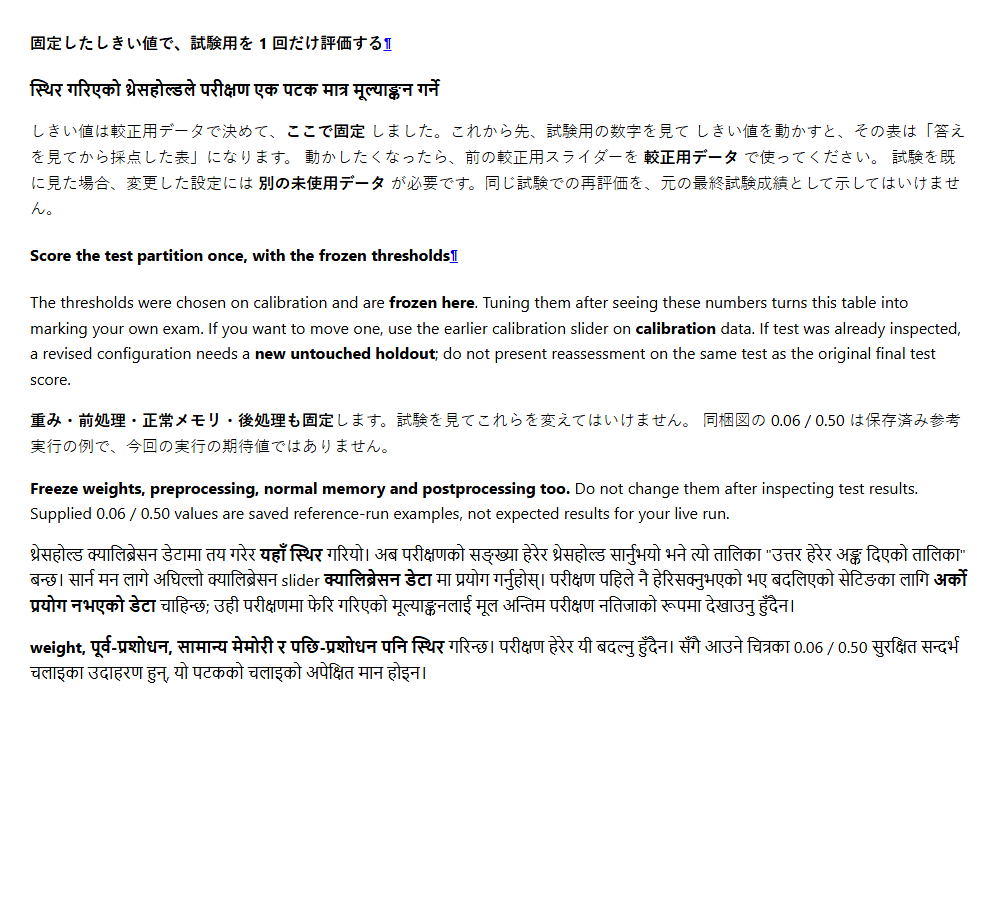 固定したしきい値で、試験用を 1 回だけ評価する¶
स्थिर गरिएको थ्रेसहोल्डले परीक्षण एक पटक मात्र मूल्याङ्कन गर्ने
しきい値は較正用データで決めて、ここで固定 しました。これから先、試験用の数字を見て しきい値を動かすと、その表は「答え
を見てから採点した表」になります。 動かしたくなったら、前の較正用スライダーを 較正用データ で使ってください。 試験を既
に見た場合、変更した設定には 別の未使用データ が必要です。同じ試験での再評価を、元の最終試験成績として示してはいけませ
ん。
Score the test partition once, with the frozen thresholds¶
The thresholds were chosen on calibration and are frozen here. Tuning them after seeing these numbers turns this table into
marking your own exam. If you want to move one, use the earlier calibration slider on calibration data. If test was already inspected,
a revised configuration needs a new untouched holdout; do not present reassessment on the same test as the original final test
score.
重み・前処理・正常メモリ・後処理も固定します。試験を見てこれらを変えてはいけません。 同梱図の 0.06 / 0.50 は保存済み参考
実行の例で、今回の実行の期待値ではありません。
Freeze weights, preprocessing, normal memory and postprocessing too. Do not change them after inspecting test results.
Supplied 0.06 / 0.50 values are saved reference-run examples, not expected results for your live run.
थ्रेसहोल्ड क्यालिब्रेसन डेटामा तय गरेर यहाँ स्थिर गरियो। अब परीक्षणको सङ्ख्या हेरेर थ्रेसहोल्ड सार्नुभयो भने त्यो तालिका "उत्तर हेरेर अङ्क दिएको तालिका"
बन्छ। सार्न मन लागे अघिल्लो क्यालिब्रेसन slider क्यालिब्रेसन डेटा मा प्रयोग गर्नुहोस्। परीक्षण पहिले नै हेरिसक्नुभएको भए बदलिएको सेटिङका लागि अर्को
प्रयोग नभएको डेटा चाहिन्छ; उही परीक्षणमा फेरि गरिएको मूल्याङ्कनलाई मूल अन्तिम परीक्षण नतिजाको रूपमा देखाउनु हुँदैन।
weight, पूर्व-प्रशोधन, सामान्य मेमोरी र पछि-प्रशोधन पनि स्थिर गरिन्छ। परीक्षण हेरेर यी बदल्नु हुँदैन। सँगै आउने चित्रका 0.06 / 0.50 सुरक्षित सन्दर्भ
चलाइका उदाहरण हुन्, यो पटकको चलाइको अपेक्षित मान होइन।